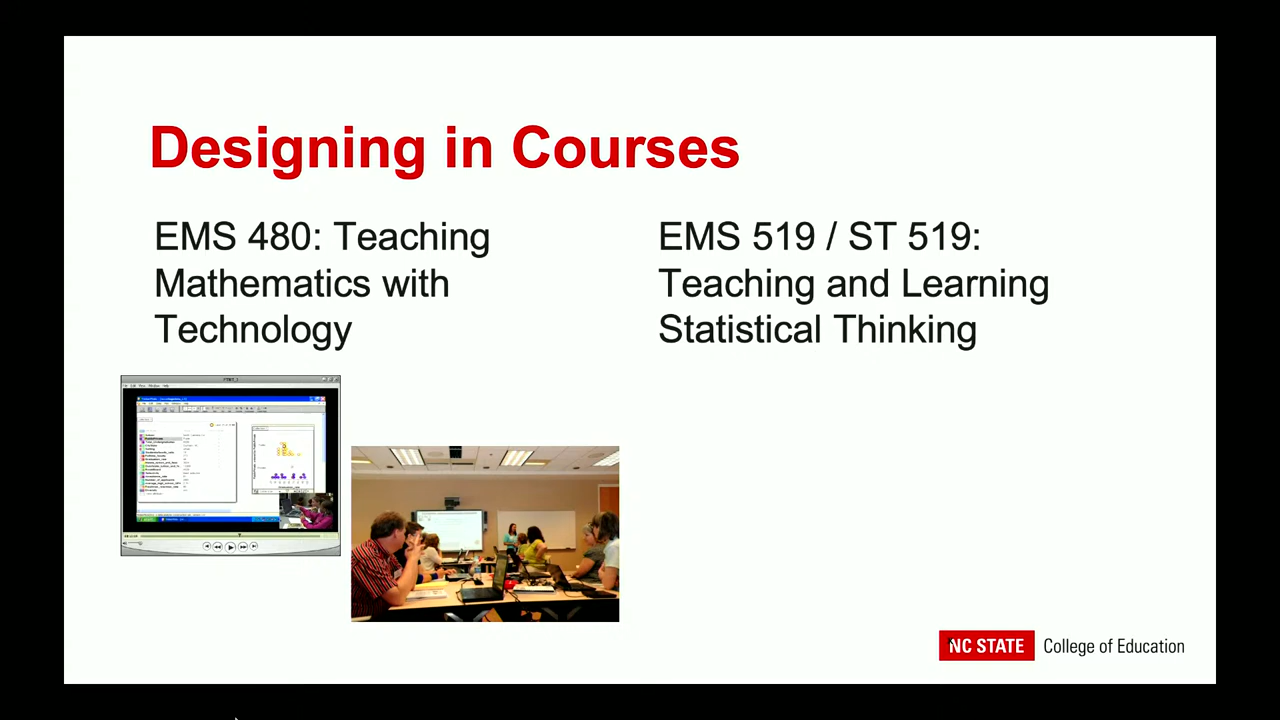 Designing in Courses
EMS 480: Teaching
Mathematics with
Technology
EMS 519 / ST 519:
Teaching and Learning
Statistical Thinking
NC STATE College of Education